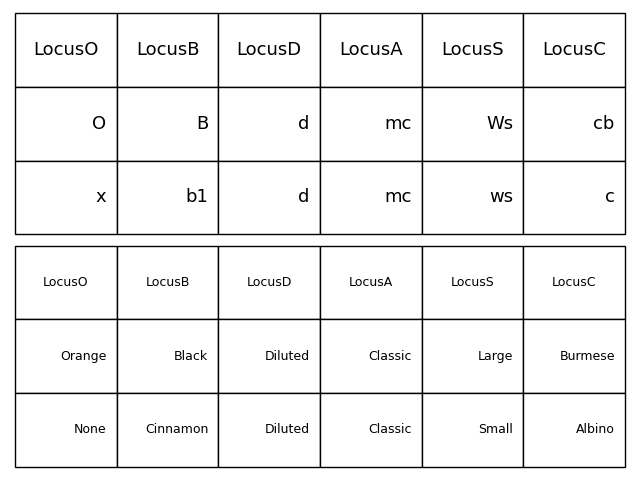 LocusO LocusB LocusD LocusA LocusS LocusC
O B d mc Ws cb
x b1 d mc ws c
LocusO LocusB LocusD LocusA LocusS LocusC
Orange Black Diluted Classic Large Burmese
None Cinnamon Diluted Classic Small Albino